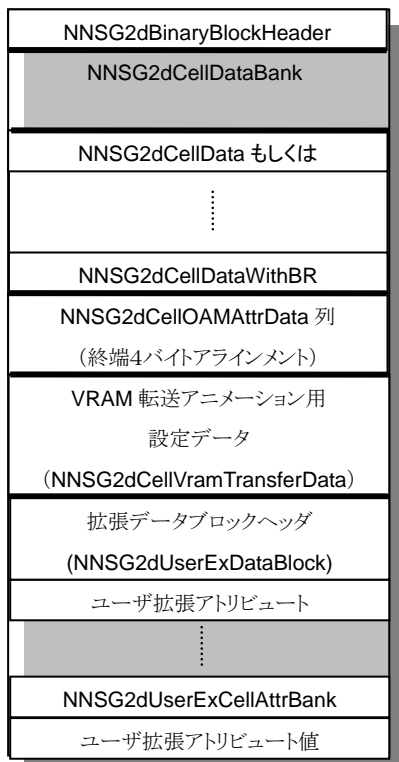 NNSG2dBinaryBlockHeader
NNSG2dCellDataBank
NNSG2dCellData もしくは
NNSG2dCellDataWithBR
NNSG2dCellOAMAttrData 列
（終端４バイトアラインメント）
VRAM 転送アニメーション用
設定データ
（NNSG2dCellVramTransferData）
拡張データブロックヘッダ
(NNSG2dUserExDataBlock)
ユーザ拡張アトリビュート
NNSG2dUserExCellAttrBank
ユーザ拡張アトリビュート値